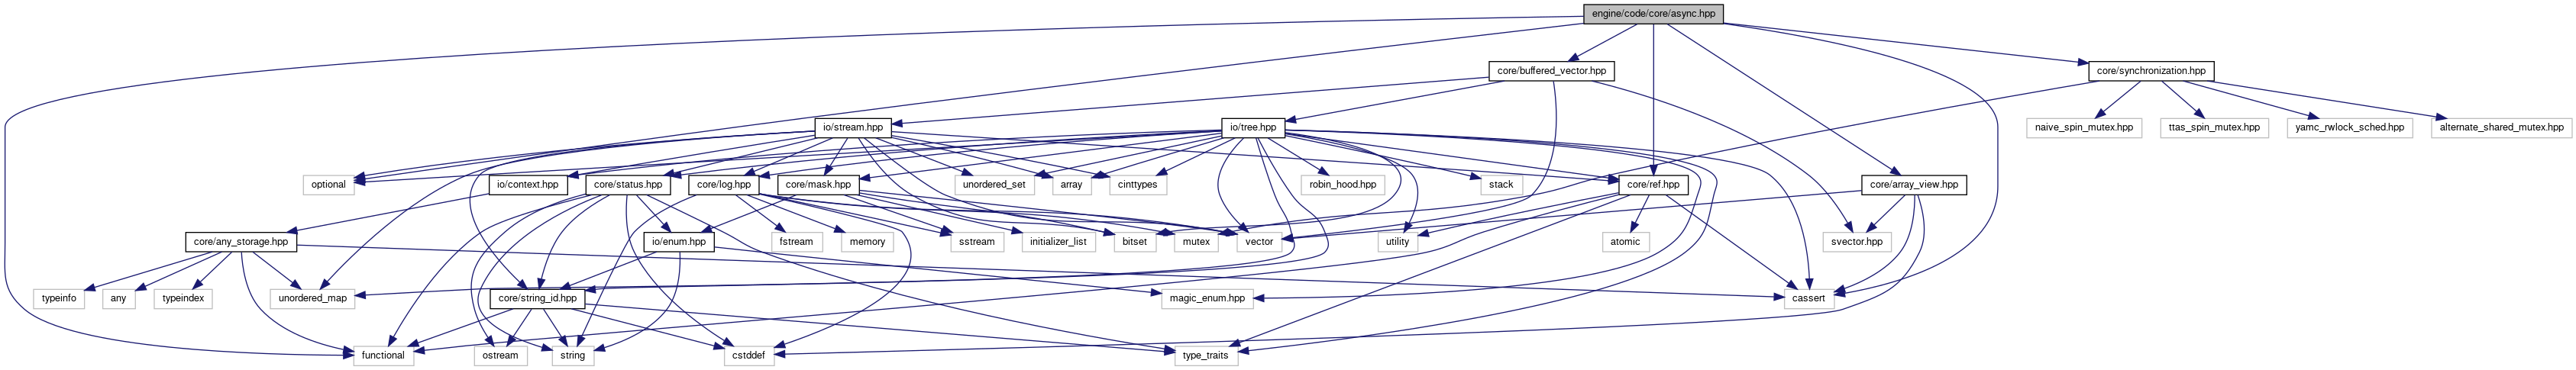 engine/code/core/async.hpp
core/buffered_vector.hpp
core/synchronization.hpp
io/stream.hpp
io/tree.hpp
naive_spin_mutex.hpp
ttas_spin_mutex.hpp
yamc_rwlock_sched.hpp
alternate_shared_mutex.hpp
optional
io/context.hpp
core/status.hpp
core/log.hpp
core/mask.hpp
unordered_set
array
cinttypes
robin_hood.hpp
stack
core/ref.hpp
core/array_view.hpp
core/any_storage.hpp
io/enum.hpp
fstream
memory
sstream
initializer_list
bitset
mutex
vector
utility
atomic
svector.hpp
typeinfo
any
typeindex
unordered_map
core/string_id.hpp
magic_enum.hpp
cassert
functional
ostream
string
cstddef
type_traits